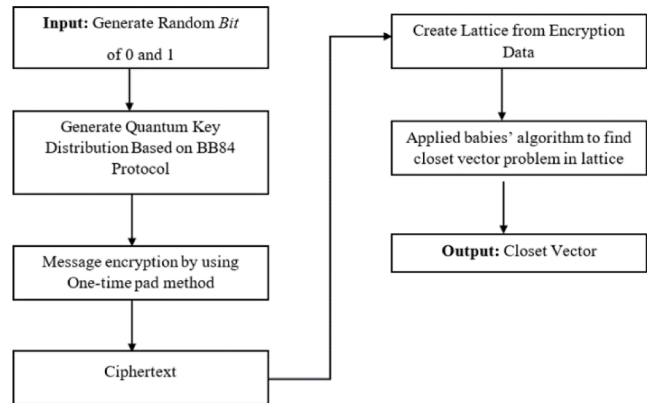 Input: Generate Random Bit
of 0 and 1
Generate Quantum Key
Distribution Based on BB84
Protocol
Message encryption by using
One-time pad method
Ciphertext
Create Lattice from Encryption
Data
Applied babies’ algorithm to find
closet vector problem in lattice
Output: Closet Vector